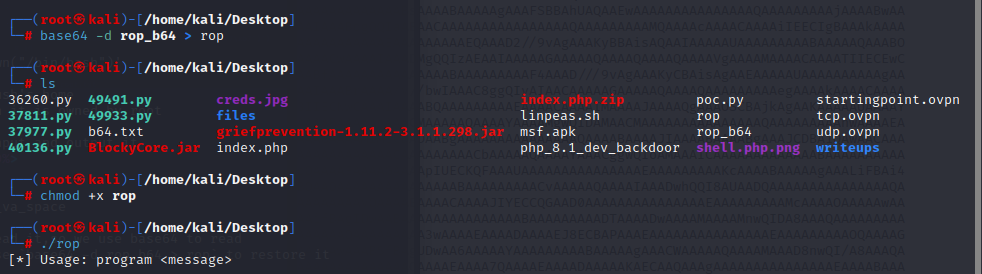 ┌──(root㉿kali)-[/home/kali/Desktop]
└─# base64 -d rop_b64 > rop
┌──(root㉿kali)-[/home/kali/Desktop]
└─# ls
36260.py 49491.py creds.jpg index.php.zip poc.py startingpoint.ovpn
37811.py 49933.py files linpeas.sh rop tcp.ovpn
37977.py b64.txt griefprevention-1.11.2-3.1.1.298.jar msf.apk rop_b64 udp.ovpn
40136.py BlockyCore.jar index.php php_8.1_dev_backdoor shell.php.png writeups
┌──(root㉿kali)-[/home/kali/Desktop]
└─# chmod +x rop
┌──(root㉿kali)-[/home/kali/Desktop]
└─# ./rop
[*] Usage: program <message>